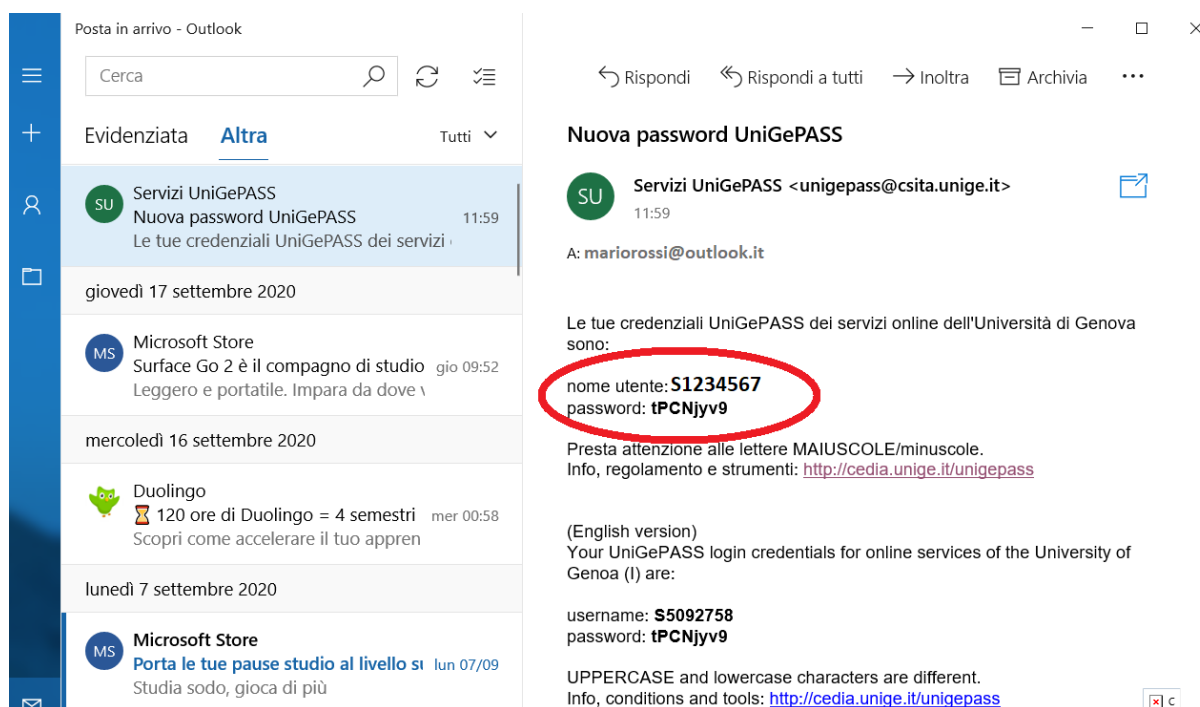 Posta in arrivo - Outlook
Cerca
Evidenziata Altra Tutti
SU
Servizi UniGePASS
Nuova password UniGePASS 11:59
Le tue credenziali UniGePASS dei servizi
giovedì 17 settembre 2020
MS
Microsoft Store
Surface Go 2 è il compagno di studio gio 09:52
Leggero e portatile. Impara da dove v
mercoledì 16 settembre 2020
Duolingo
120 ore di Duolingo = 4 semestri mer 00:58
Scopri come accelerare il tuo appren
lunedì 7 settembre 2020
MS
Microsoft Store
Porta le tue pause studio al livello su lun 07/09
Studia sodo, gioca di più
Rispondi Rispondi a tutti Inoltra Archivia
Nuova password UniGePASS
SU
Servizi UniGePASS <unigepass@csita.unige.it>
11:59
A: mariorossi@outlook.it
Le tue credenziali UniGePASS dei servizi online dell'Università di Genova
sono:
nome utente: S1234567
password: tPCNjyv9
Presta attenzione alle lettere MAIUSCOLE/minuscole.
Info, regolamento e strumenti: http://cedia.unige.it/unigepass
(English version)
Your UniGePASS login credentials for online services of the University of
Genoa (I) are:
username: S5092758
password: tPCNjyv9
UPPERCASE and lowercase characters are different.
Info, conditions and tools: http://cedia.unige.it/unigepass
c